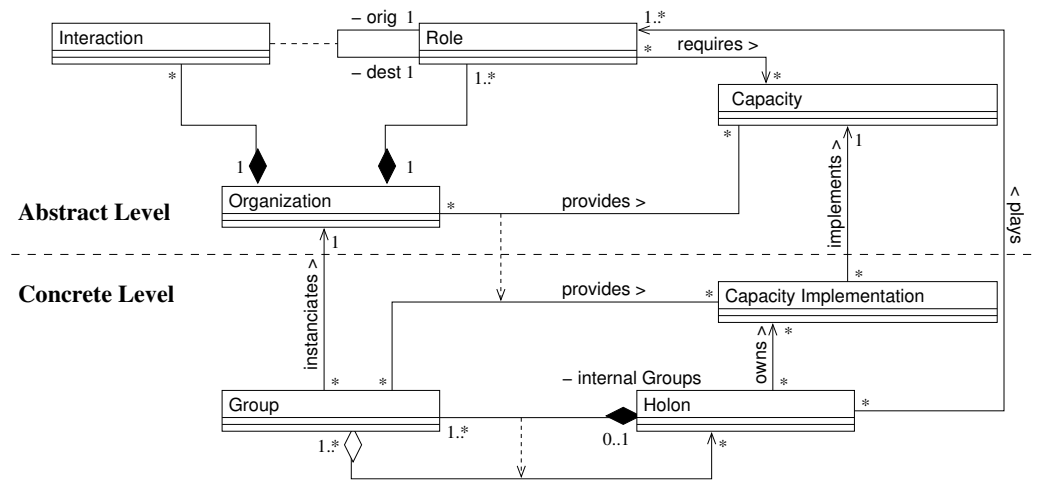 − orig 1
1..*
Interaction
Role
*
requires >
− dest 1
*
1..*
*
Capacity
*
1
1
1
implements >
Organization
*
provides >
< plays
Abstract Level
1
*
Concrete Level
instanciates >
provides >
*
Capacity Implementation
*
owns >
*
*
− internal Groups
*
Group
Holon
*
1..*
1..*
0..1
*